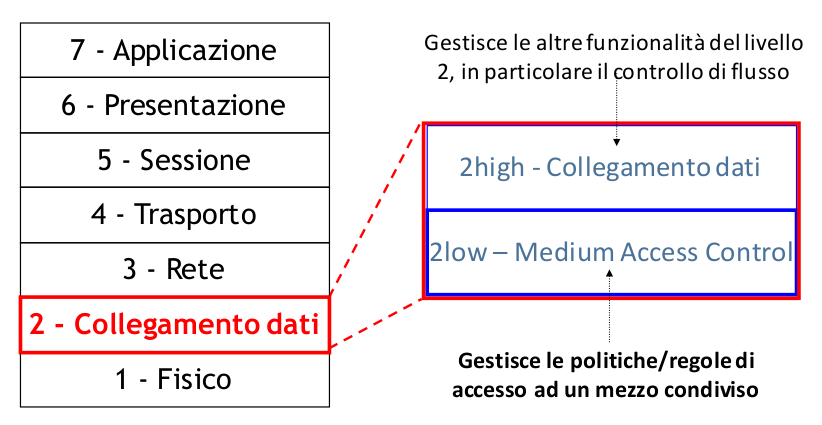 7 - Applicazione
6 - Presentazione
5 - Sessione
4 - Trasporto
3 - Rete
2 - Collegamento dati
1 - Fisico
Gestisce le altre funzionalità del livello
2, in particolare il controllo di flusso
2high - Collegamento dati
2low – Medium Access Control
Gestisce le politiche/regole di
accesso ad un mezzo condiviso